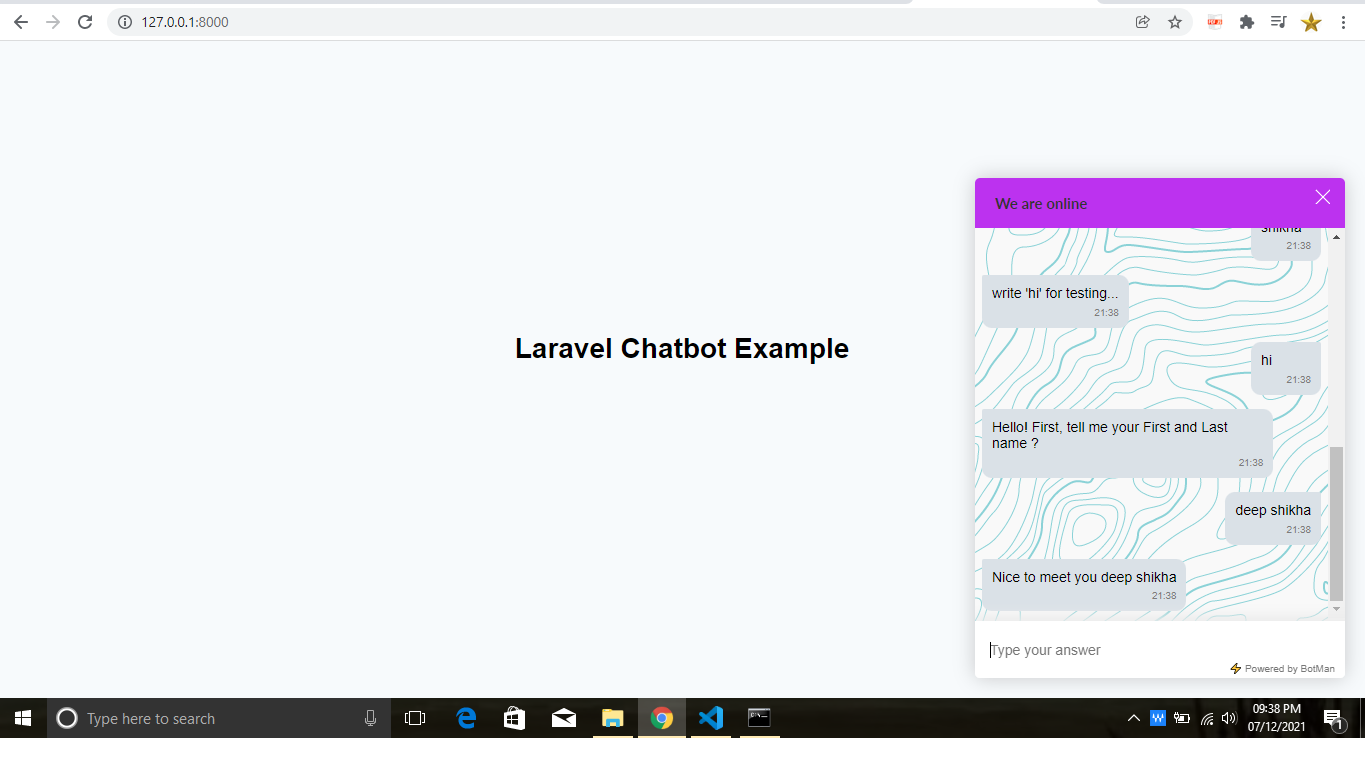 127.0.0.1:8000
We are online
shikha
21:38
write 'hi' for testing...
21:38
Laravel Chatbot Example
hi
21:38
Hello! First, tell me your First and Last
name ?
21:38
deep shikha
21:38
Nice to meet you deep shikha
21:38
Type your answer
Powered by BotMan
Type here to search
09:38 PM
07/12/2021
1